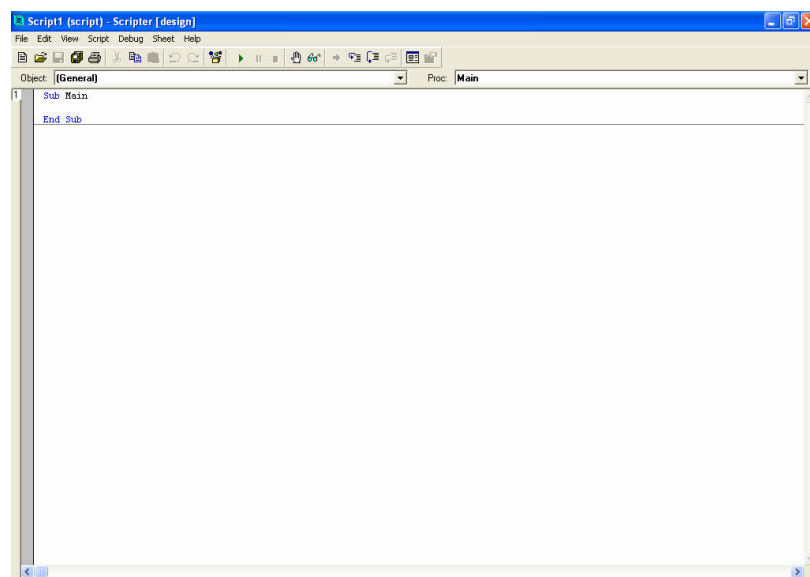 Script1 (script) - Scripter [design]
File Edit View Script Debug Sheet Help
Object: (General) Proc: Main
1
Sub Main
End Sub